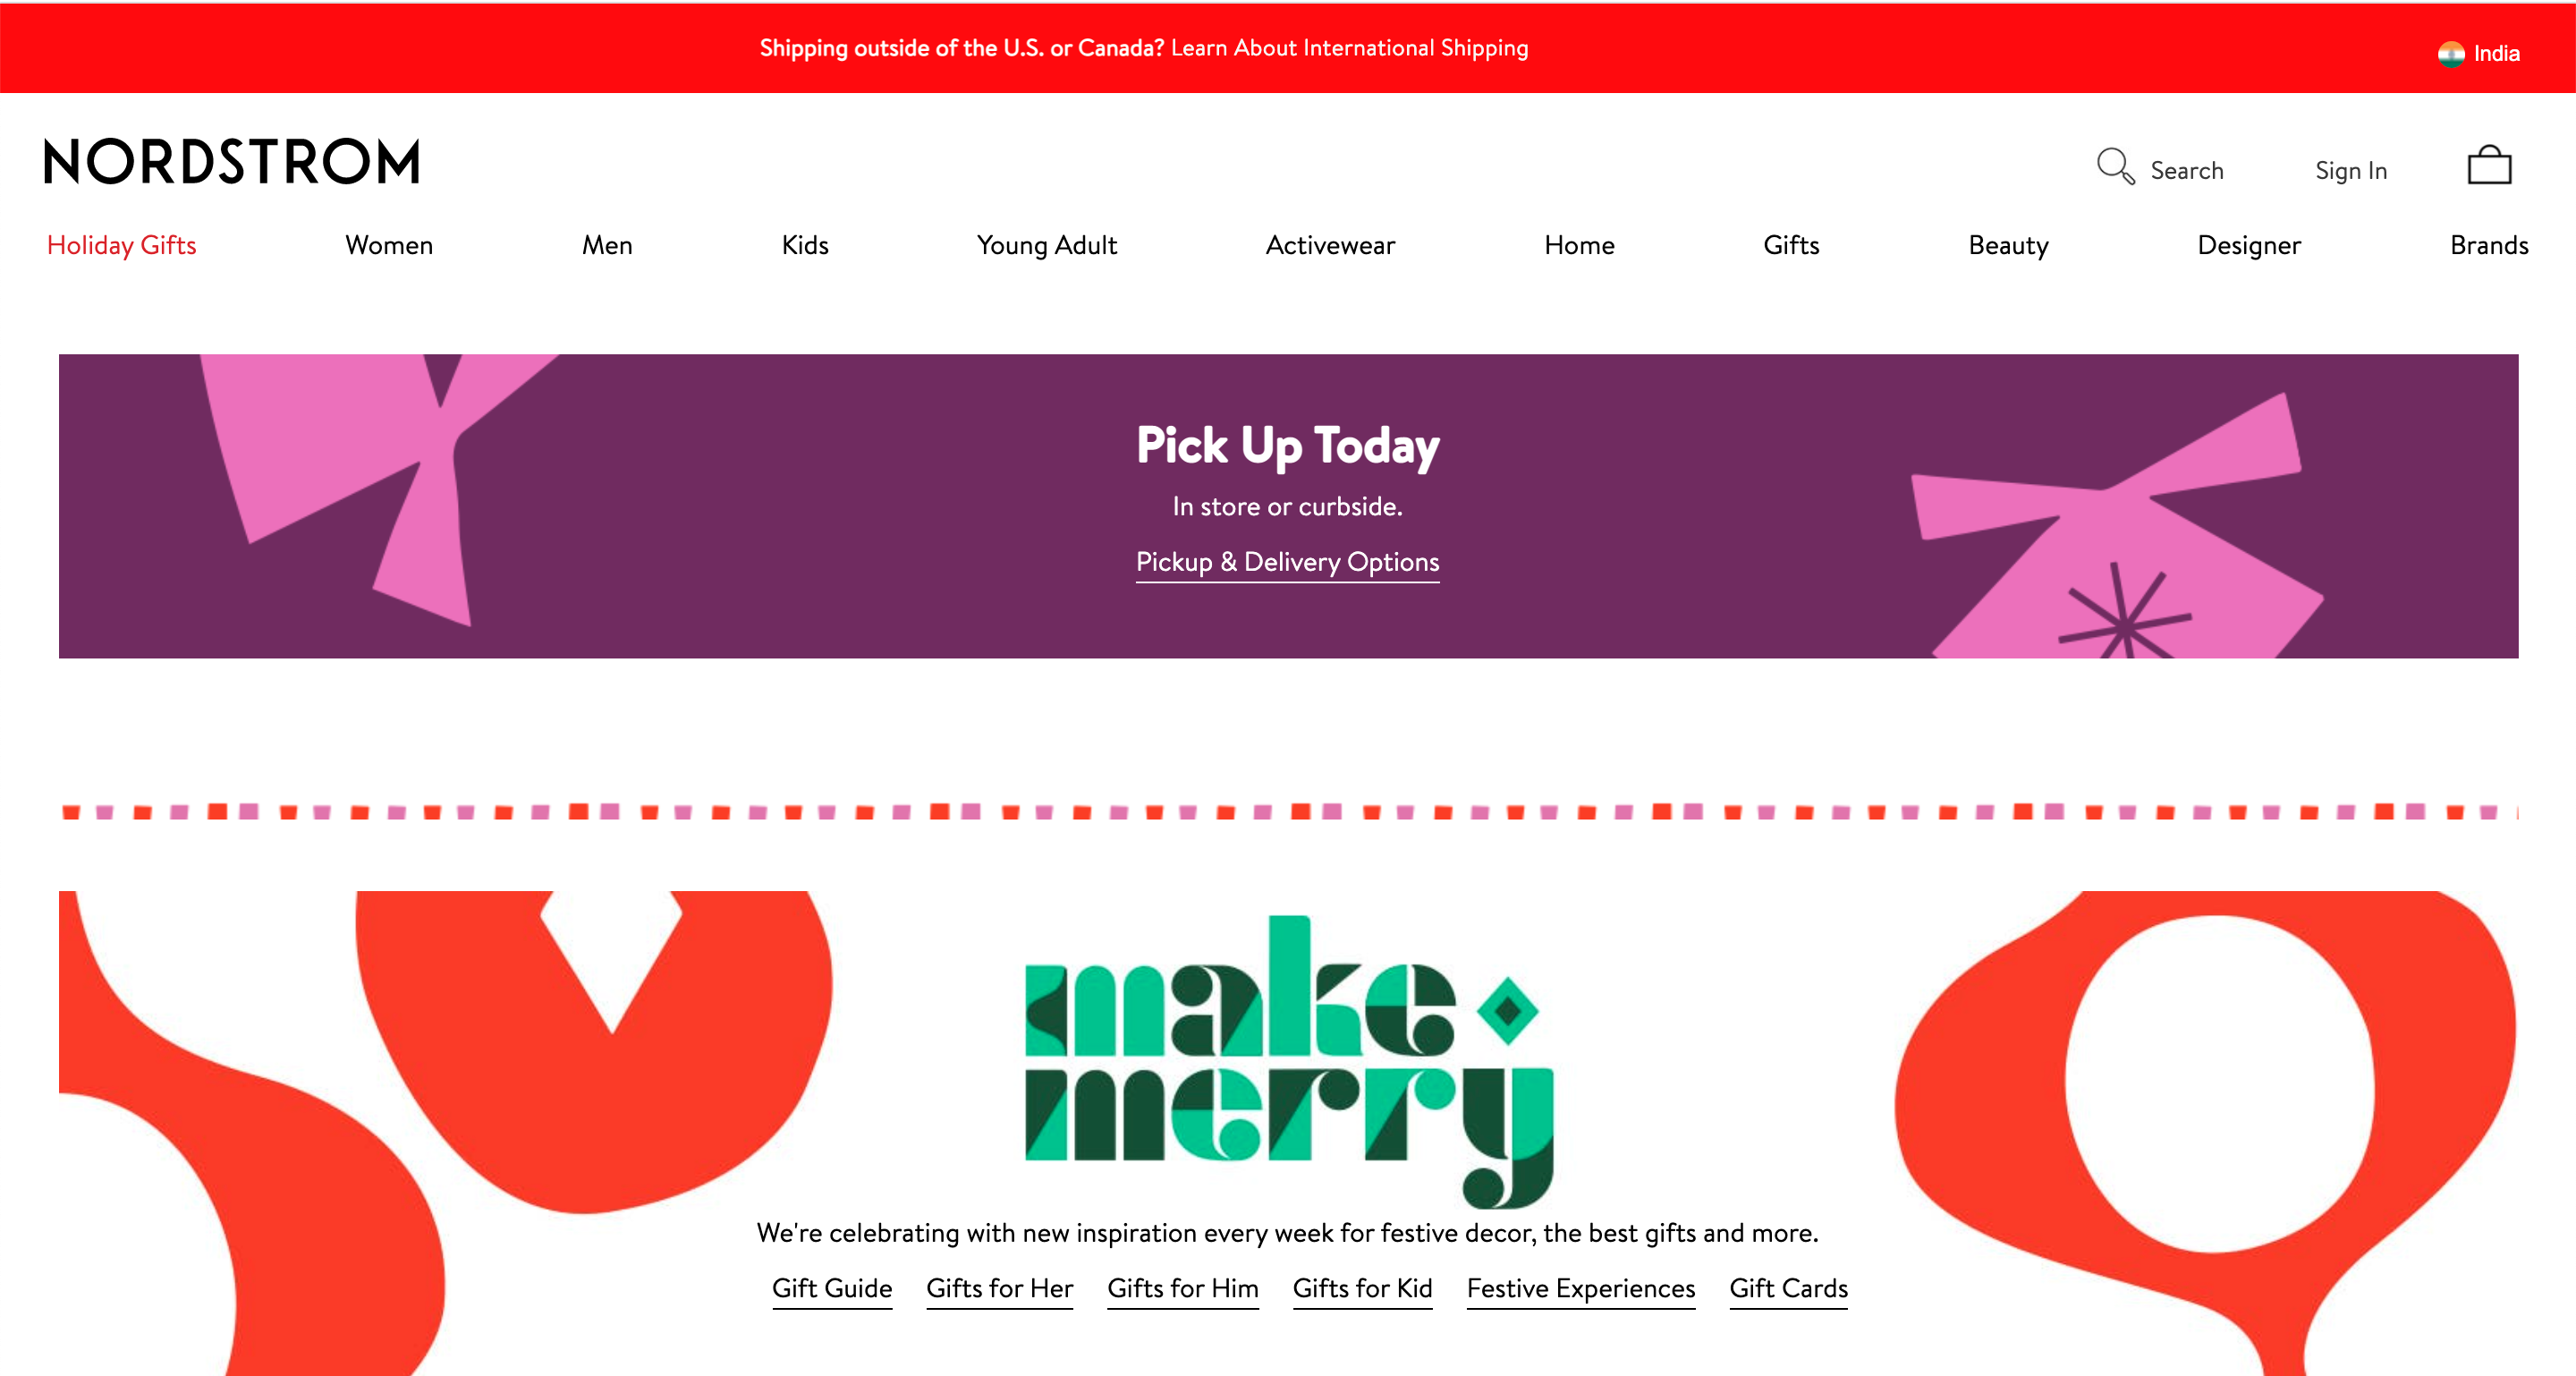 Shipping outside of the U.S. or Canada? Learn About International Shipping
India
NORDSTROM
Search
Sign In
Holiday Gifts Women Men Kids Young Adult Activewear Home Gifts Beauty Designer Brands
Pick Up Today
In store or curbside.
Pickup & Delivery Options
make
merry
We're celebrating with new inspiration every week for festive decor, the best gifts and more.
Gift Guide Gifts for Her Gifts for Him Gifts for Kid Festive Experiences Gift Cards